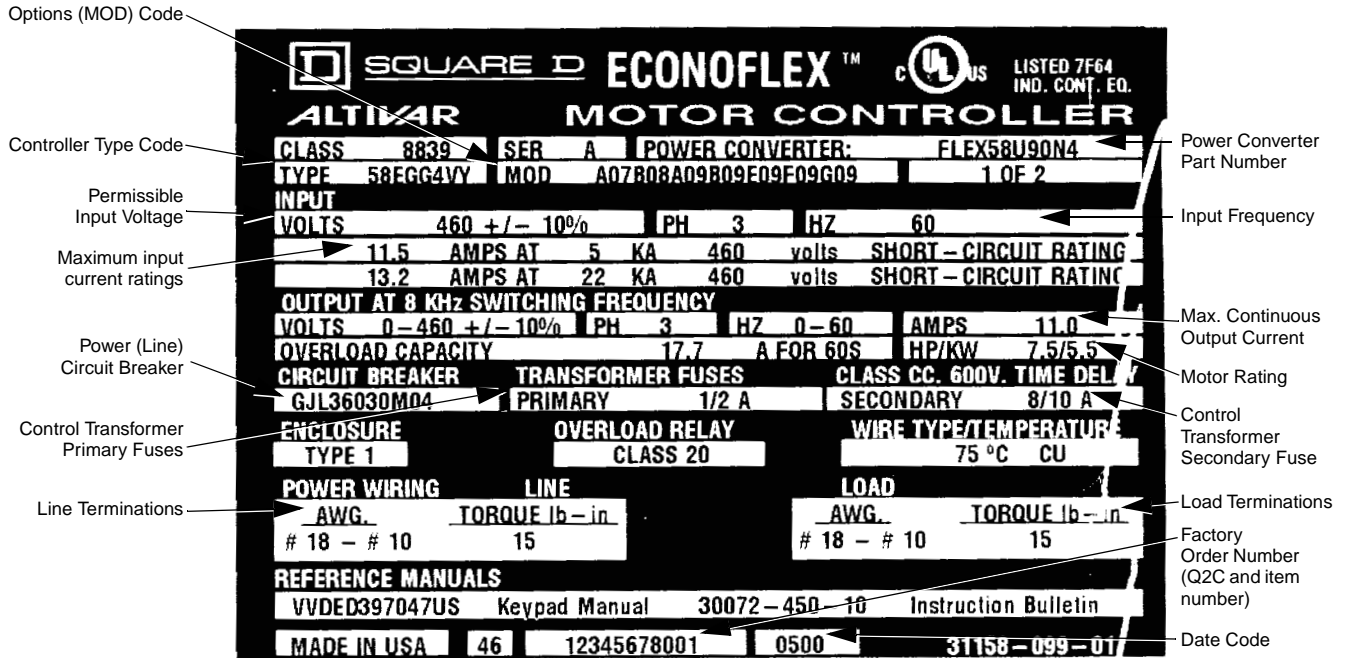 Options (MOD) Code
Controller Type Code
Permissible
Input Voltage
Maximum input
current ratings
Power (Line)
Circuit Breaker
Control Transformer
Primary Fuses
Line Terminations
D SQUARE D ECONOFLEX ™ C UL US LISTED 7F64
IND. CONT. EQ.
ALTIVAR MOTOR CONTROLLER
CLASS 8839 SER A POWER CONVERTER: FLEX58U90N4
TYPE 58EGG4VY MOD A07B08A09B09E09F09G09 1 OF 2
INPUT
VOLTS 460 +/- 10% PH 3 HZ 60
11.5 AMPS AT 5 KA 460 volts SHORT-CIRCUIT RATING
13.2 AMPS AT 22 KA 460 volts SHORT-CIRCUIT RATING
OUTPUT AT 8 KHz SWITCHING FREQUENCY
VOLTS 0-460 +/-10% PH 3 HZ 0-60 AMPS 11.0
OVERLOAD CAPACITY 17.7 A FOR 60S HP/KW 7.5/5.5
CIRCUIT BREAKER TRANSFORMER FUSES CLASS CC. 600V. TIME DELAY
GJL36030M04 PRIMARY 1/2 A SECONDARY 8/10 A
ENCLOSURE OVERLOAD RELAY WIRE TYPE/TEMPERATURE
TYPE 1 CLASS 20 75 ºC CU
POWER WIRING LINE LOAD
AWG. TORQUE lb-in AWG. TORQUE lb-in
# 18 - # 10 15 # 18 - # 10 15
REFERENCE MANUALS
VVDED397047US Keypad Manual 30072-450-10 Instruction Bulletin
MADE IN USA 46 12345678001 0500 31158-099-01
Power Converter
Part Number
Input Frequency
Max. Continuous
Output Current
Motor Rating
Control
Transformer
Secondary Fuse
Load Terminations
Factory
Order Number
(Q2C and item
number)
Date Code